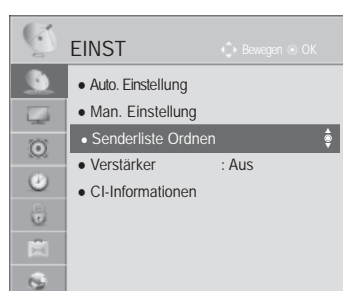 EINST
Bewegen OK
● Auto. Einstellung
● Man. Einstellung
● Senderliste Ordnen
● Verstärker : Aus
● CI-Informationen